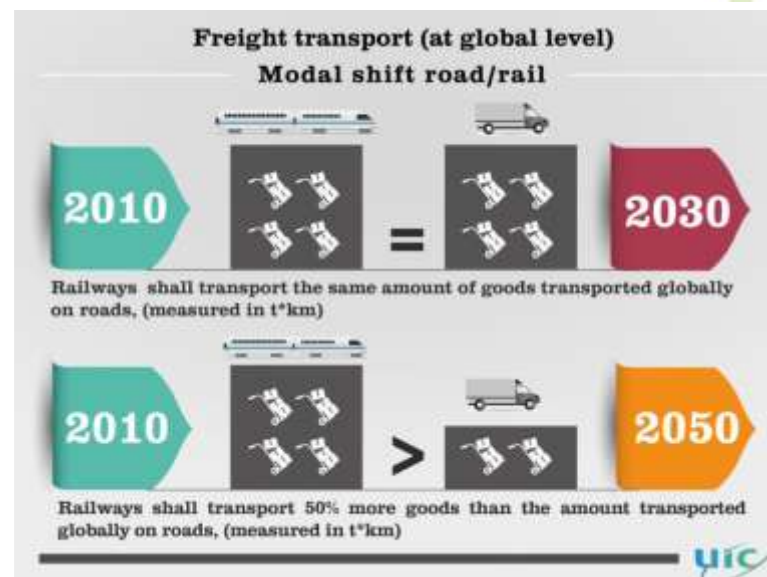 Freight transport (at global level)
Modal shift road/rail
2010
=
2030
Railways shall transport the same amount of goods transported globally
on roads, (measured in t*km)
2010
>
2050
Railways shall transport 50% more goods than the amount transported
globally on roads, (measured in t*km)
uic